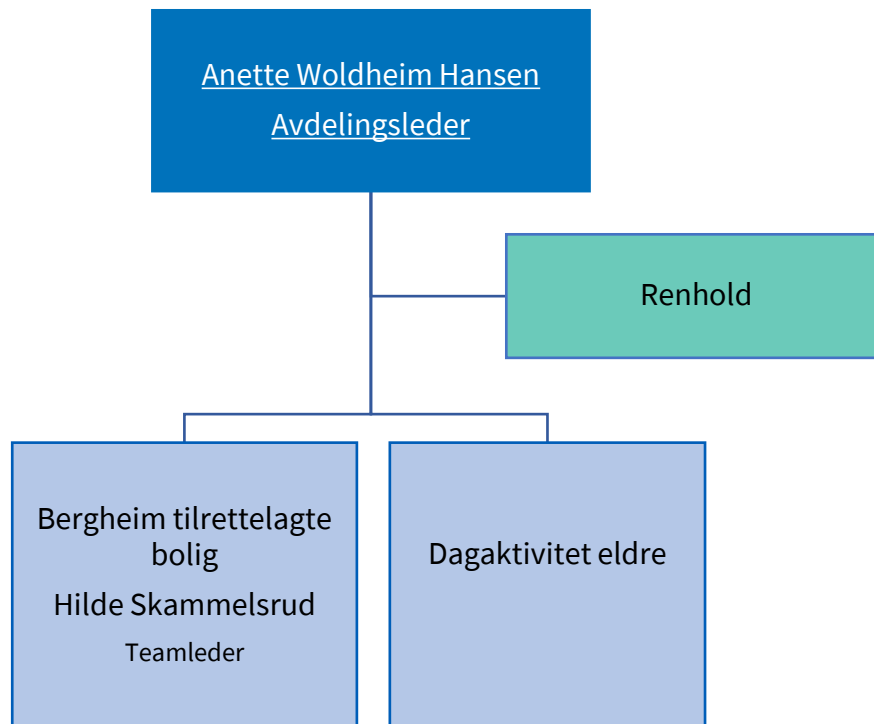 Anette Woldheim Hansen
Avdelingsleder
Renhold
Bergheim tilrettelagte
bolig
Hilde Skammelsrud
Teamleder
Dagaktivitet eldre